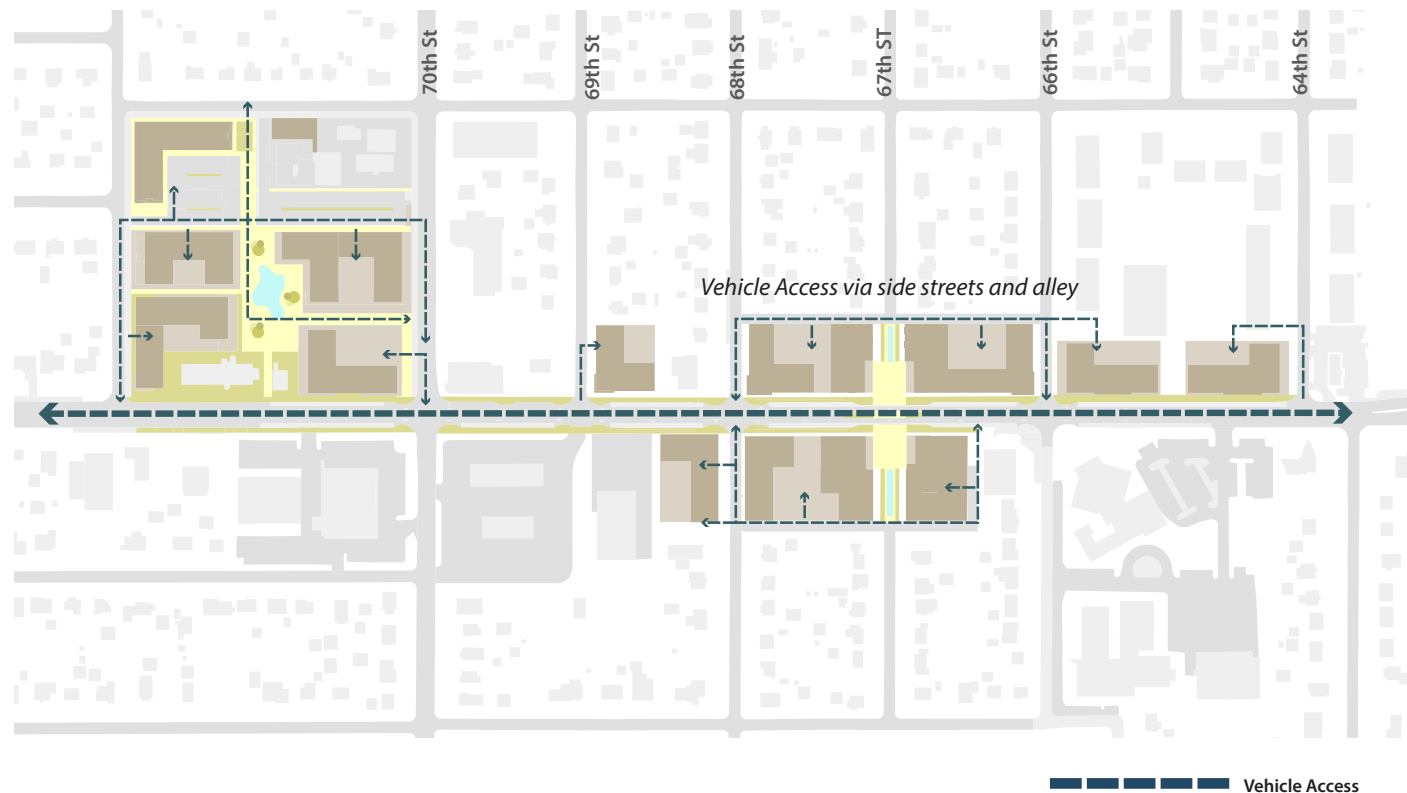 70th St
69th St
68th St
67th ST
66th St
64th St
Vehicle Access via side streets and alley
Vehicle Access